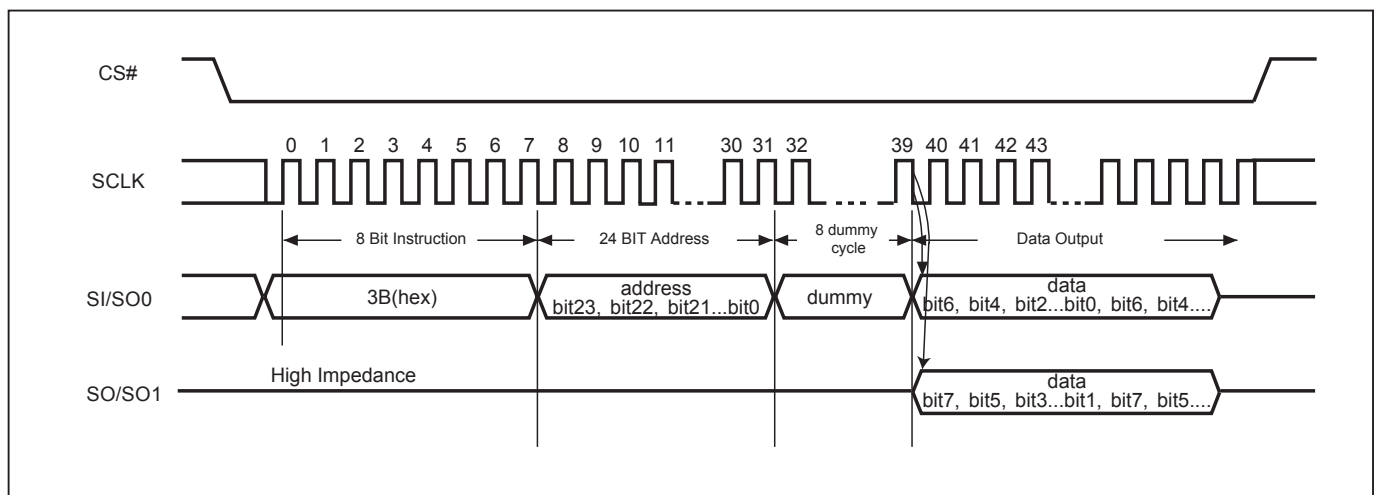 CS#
0 1 2 3 4 5 6 7 8 9 10 11 30 31 32 39 40 41 42 43
SCLK
8 Bit Instruction 24 BIT Address 8 dummy cycle Data Output
SI/SO0 3B(hex) address dummy data
bit23, bit22, bit21...bit0 bit6, bit4, bit2...bit0, bit6, bit4....
High Impedance
SO/SO1 data
bit7, bit5, bit3...bit1, bit7, bit5....